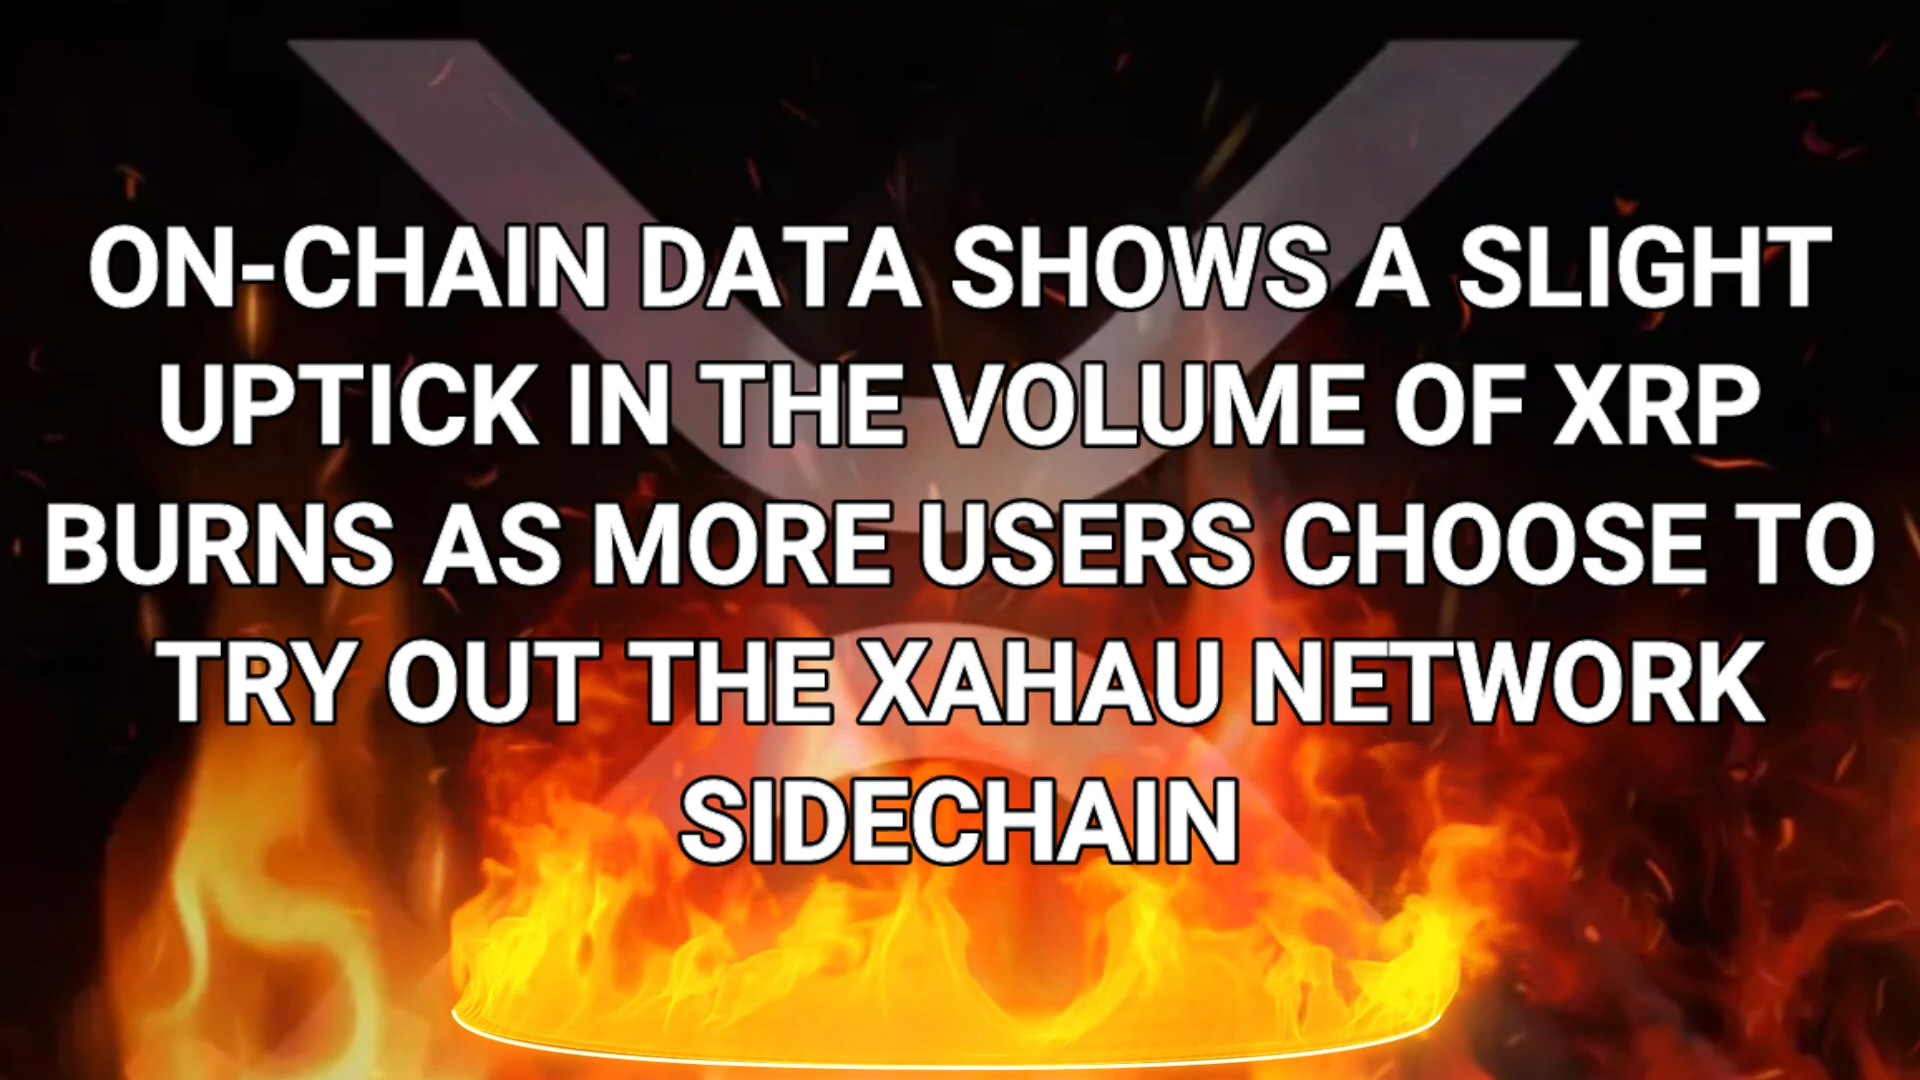 ON-CHAIN DATA SHOWS A SLIGHT
UPTICK IN THE VOLUME OF XRP
BURNS AS MORE USERS CHOOSE TO
TRY OUT THE XAHAU NETWORK
SIDECHAIN